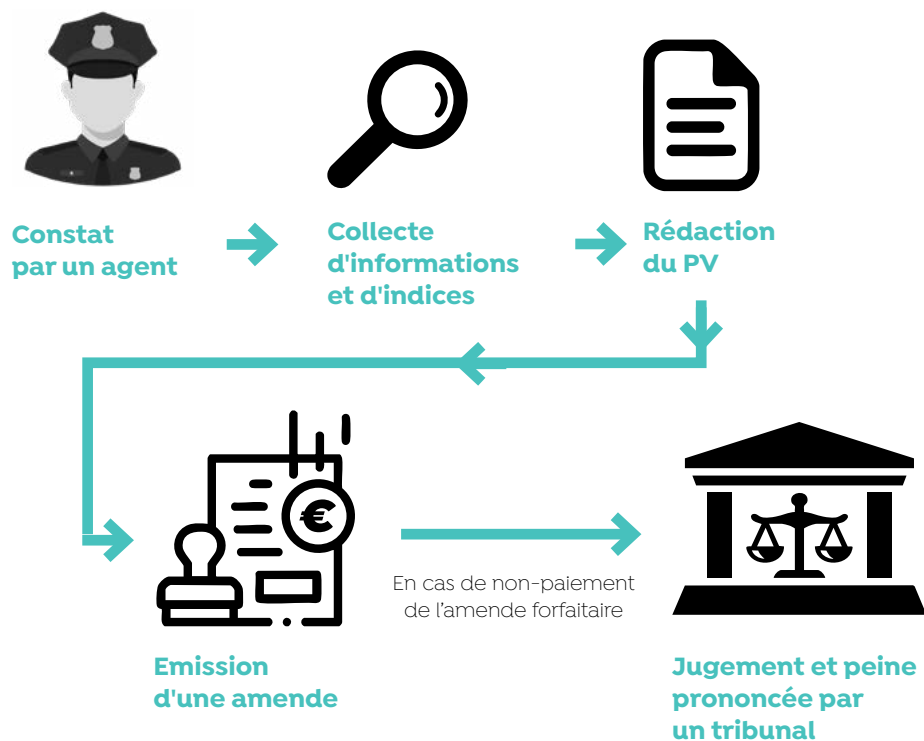 Constat
par un agent
Collecte
d'informations
et d'indices
Rédaction
du PV
€
En cas de non-paiement
de l'amende forfaitaire
Emission
d'une amende
Jugement et peine
prononcée par
un tribunal